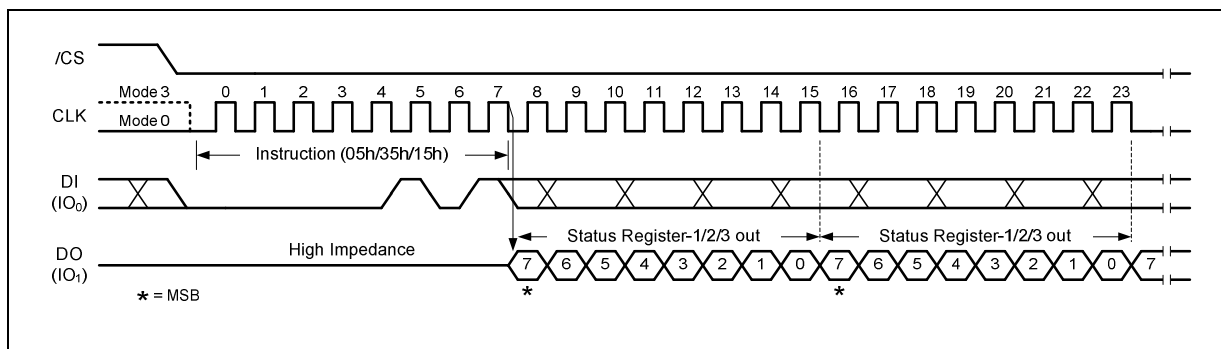 /CS
Mode 3
0 1 2 3 4 5 6 7 8 9 10 11 12 13 14 15 16 17 18 19 20 21 22 23
CLK
Mode 0
Instruction (05h/35h/15h)
DI
(IO0)
Status Register-1/2/3 out
Status Register-1/2/3 out
High Impedance
DO
(IO1)
7 6 5 4 3 2 1 0 7 6 5 4 3 2 1 0 7
* *
* = MSB